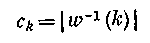 c_k = |w^{-1}(k)|